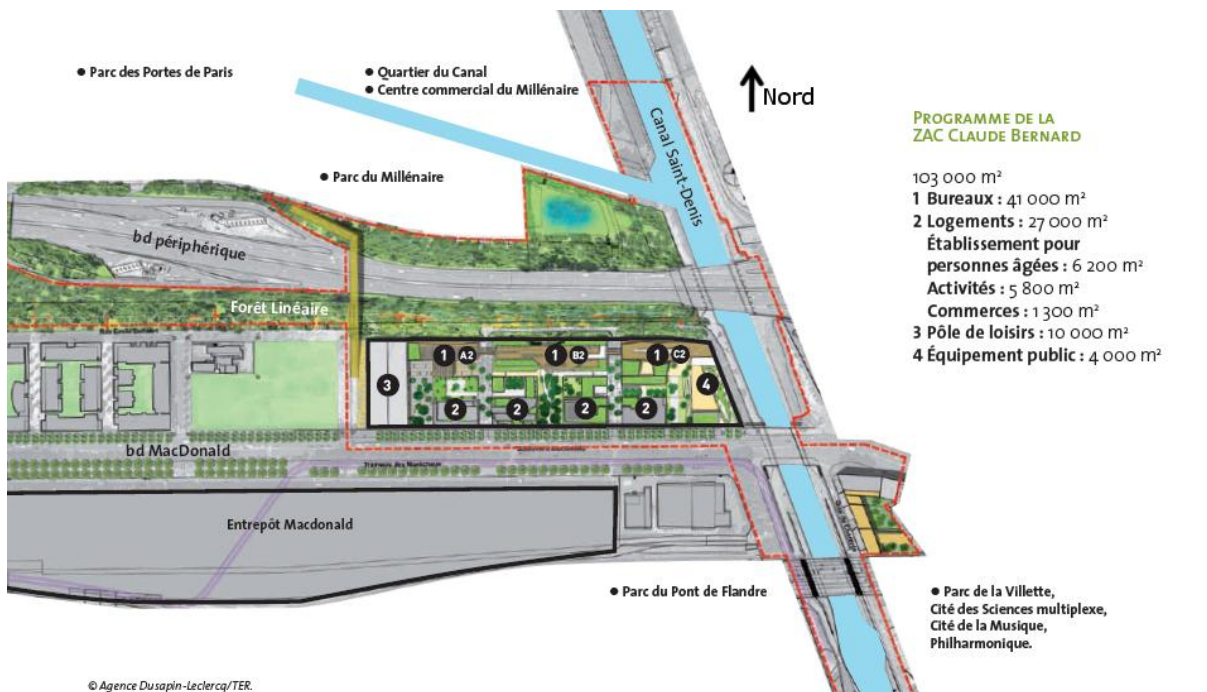 Parc des Portes de Paris
Quartier du Canal
Centre commercial du Millénaire
Nord
Canal Saint-Denis
Parc du Millénaire
bd périphérique
Forêt Linéaire
PROGRAMME DE LA
ZAC CLAUDE BERNARD
103 000 m²
1 Bureaux : 41 000 m²
2 Logements : 27 000 m²
Établissement pour
personnes âgées : 6 200 m²
Activités : 5 800 m²
Commerces : 1 300 m²
3 Pôle de loisirs : 10 000 m²
4 Équipement public : 4 000 m²
1 A2
1 B2
1 C2
3
4
2
2
2
2
bd MacDonald
Tramway des Maréchaux
Entrepôt Macdonald
Parc du Pont de Flandre
Parc de la Villette,
Cité des Sciences multiplexe,
Cité de la Musique,
Philharmonique.
© Agence Dusapin-Leclercq/TER.